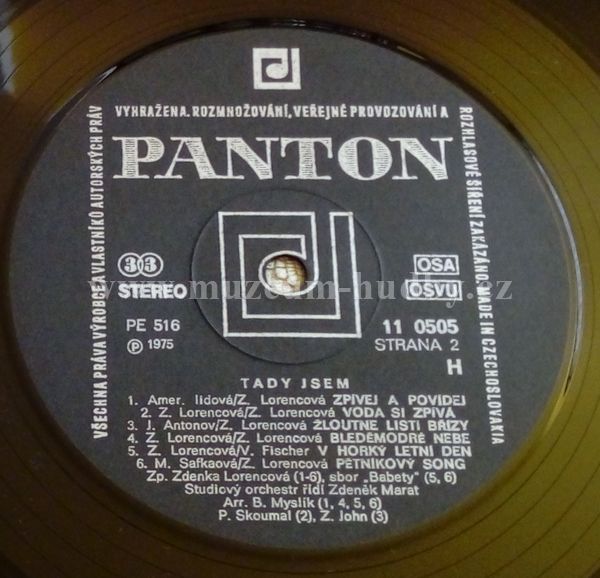 VYHRAŽENA. ROZMNOŽOVÁNÍ, VEŘEJNÉ PROVOZOVÁNÍ A
VŠECHNA PRÁVA VÝROBCE A VLASTNÍKŮ AUTORSKÝCH PRÁV
ROZHLASOVÉ ŠÍŘENÍ ZAKÁZÁNO. MADE IN CZECHOSLOVAKIA
PANTON
33
STEREO
OSA
OSVU
www.muzeum-hudby.cz
PE 516
11 0505
Ⓟ 1975
STRANA 2
H
TADY JSEM
1. Amer. lidová/Z. Lorencová ZPÍVEJ A POVÍDEJ
2. Z. Lorencová/Z. Lorencová VODA SI ZPÍVÁ
3. J. Antonov/Z. Lorencová ŽLOUTNE LISTÍ BŘÍZY
4. Z. Lorencová/Z. Lorencová BLEDĚMODRÉ NEBE
5. Z. Lorencová/V. Fischer V HORKÝ LETNÍ DEN
6. M. Safkaová/Z. Lorencová PĚTNÍKOVÝ SONG
Zp. Zdenka Lorencová (1-6), sbor „Babety" (5, 6)
Studiový orchestr řídí Zdeněk Marat
Arr. B. Myslík (1, 4, 5, 6)
P. Skoumal (2), Z. John (3)